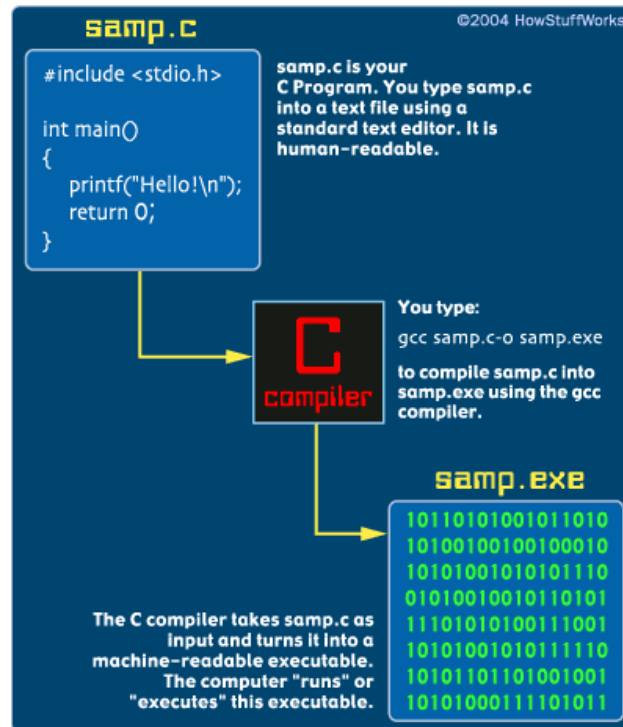 ©2004 HowStuffWorks
samp.c
#include <stdio.h>
int main()
{
printf("Hello!\n");
return 0;
}
samp.c is your
C Program. You type samp.c
into a text file using a
standard text editor. It is
human-readable.
C
compiler
You type:
gcc samp.c-o samp.exe
to compile samp.c into
samp.exe using the gcc
compiler.
samp.exe
10110101001011010
10100100100100010
10101001010101110
01010010010110101
11101010100111001
10101001010111110
10101101101001001
10101000111101011
The C compiler takes samp.c as
input and turns it into a
machine-readable executable.
The computer "runs" or
"executes" this executable.